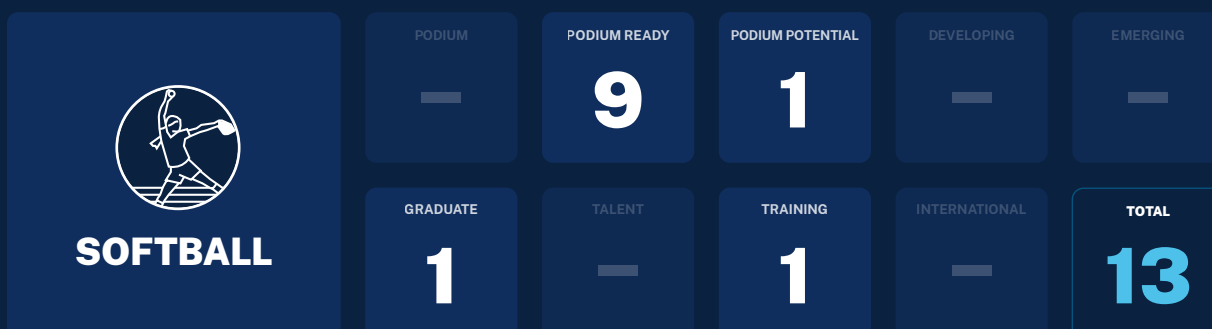 PODIUM
—
PODIUM READY
9
PODIUM POTENTIAL
1
DEVELOPING
—
EMERGING
—
SOFTBALL
GRADUATE
1
TALENT
—
TRAINING
1
INTERNATIONAL
—
TOTAL
13